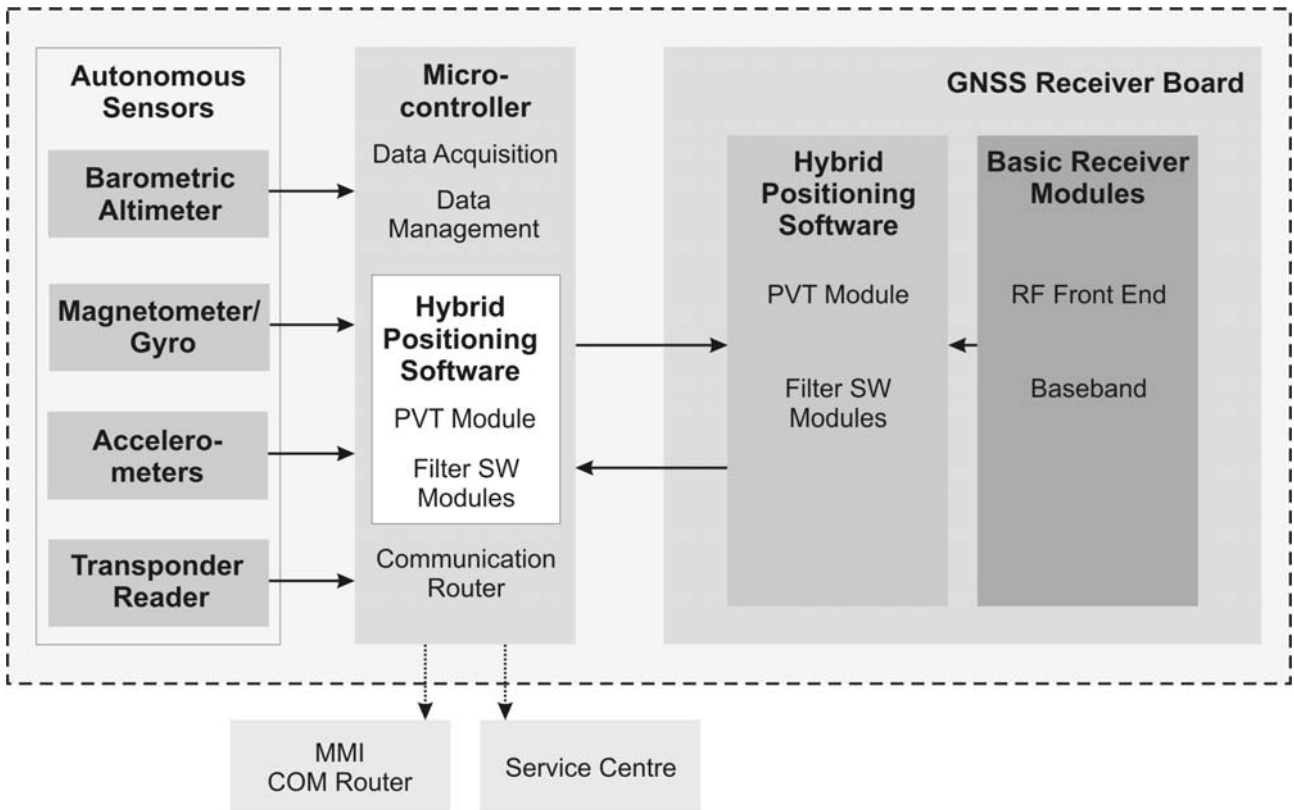 Autonomous
Sensors
Barometric
Altimeter
Magnetometer/
Gyro
Accelero-
meters
Transponder
Reader
Micro-
controller
Data Acquisition
Data
Management
Hybrid
Positioning
Software
PVT Module
Filter SW
Modules
Communication
Router
GNSS Receiver Board
Hybrid
Positioning
Software
PVT Module
Filter SW
Modules
Basic Receiver
Modules
RF Front End
Baseband
MMI
COM Router
Service Centre